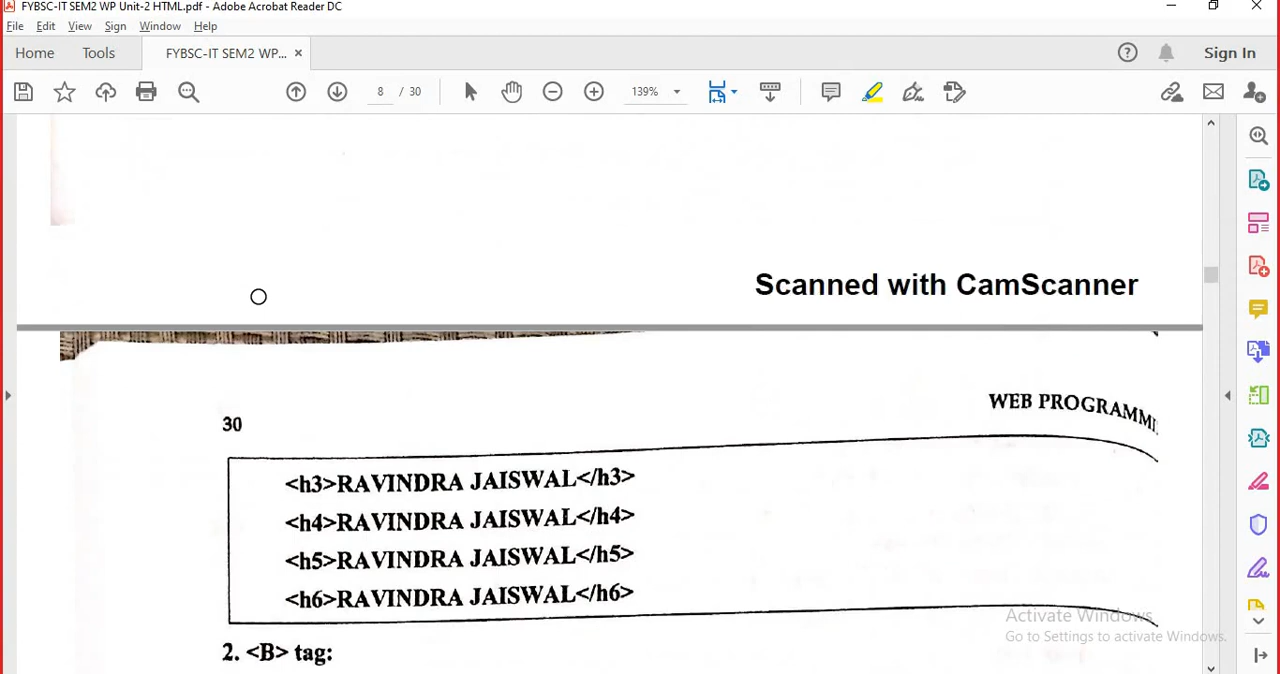 FYBSC-IT SEM2 WP Unit-2 HTML.pdf - Adobe Acrobat Reader DC
File Edit View Sign Window Help
Home Tools FYBSC-IT SEM2 WP... × Sign In
8 / 30 139%
Scanned with CamScanner
30 WEB PROGRAMMI
<h3>RAVINDRA JAISWAL</h3>
<h4>RAVINDRA JAISWAL</h4>
<h5>RAVINDRA JAISWAL</h5>
<h6>RAVINDRA JAISWAL</h6>
Activate Windows
Go to Settings to activate Windows.
2. <B> tag: